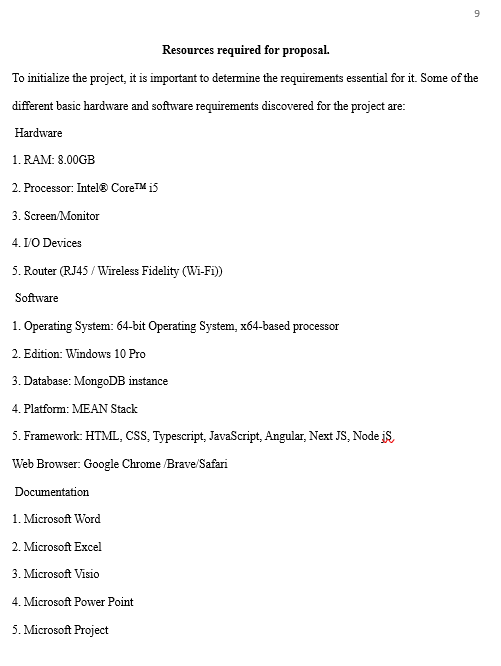 9
Resources required for proposal.
To initialize the project, it is important to determine the requirements essential for it. Some of the
different basic hardware and software requirements discovered for the project are:
Hardware
1. RAM: 8.00GB
2. Processor: Intel® Core™ i5
3. Screen/Monitor
4. I/O Devices
5. Router (RJ45 / Wireless Fidelity (Wi-Fi))
Software
1. Operating System: 64-bit Operating System, x64-based processor
2. Edition: Windows 10 Pro
3. Database: MongoDB instance
4. Platform: MEAN Stack
5. Framework: HTML, CSS, Typescript, JavaScript, Angular, Next JS, Node jS,
Web Browser: Google Chrome /Brave/Safari
Documentation
1. Microsoft Word
2. Microsoft Excel
3. Microsoft Visio
4. Microsoft Power Point
5. Microsoft Project